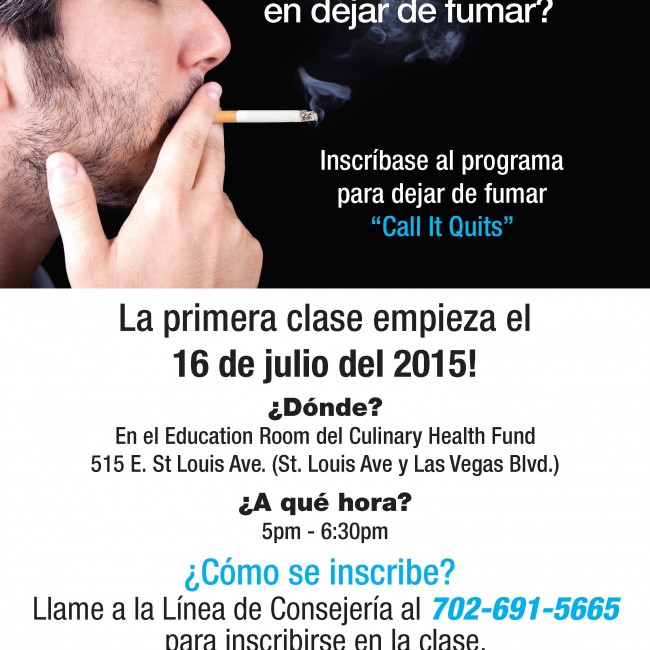 en dejar de fumar?
Inscríbase al programa
para dejar de fumar
“Call It Quits”
La primera clase empieza el
16 de julio del 2015!
¿Dónde?
En el Education Room del Culinary Health Fund
515 E. St Louis Ave. (St. Louis Ave y Las Vegas Blvd.)
¿A qué hora?
5pm - 6:30pm
¿Cómo se inscribe?
Llame a la Línea de Consejería al 702-691-5665
para inscribirse en la clase.